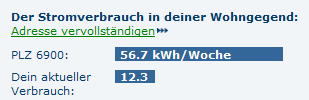 Der Stromverbrauch in deiner Wohngegend:
Adresse vervollständigen
PLZ 6900: 56.7 kWh/Woche
Dein aktueller 12.3
Verbrauch: